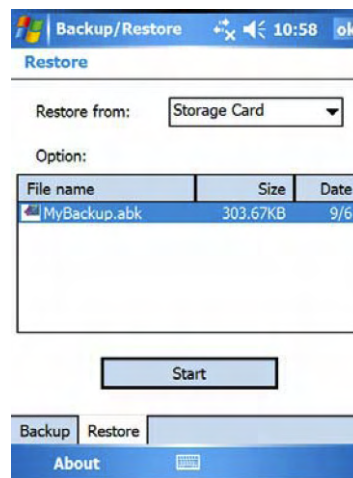 Backup/Restore 10:58 ok
Restore
Restore from: Storage Card
Option:
File name Size Date
MyBackup.abk 303.67KB 9/6
Start
Backup Restore
About